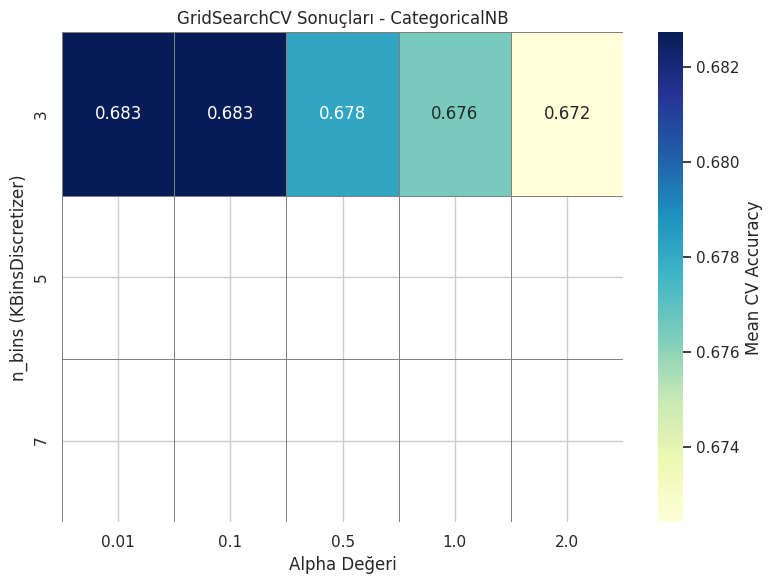 GridSearchCV Sonuçları - CategoricalNB
n_bins (KBinsDiscretizer)
3
5
7
0.683 0.683 0.678 0.676 0.672
0.01 0.1 0.5 1.0 2.0
Alpha Değeri
0.682
0.680
0.678
0.676
0.674
Mean CV Accuracy